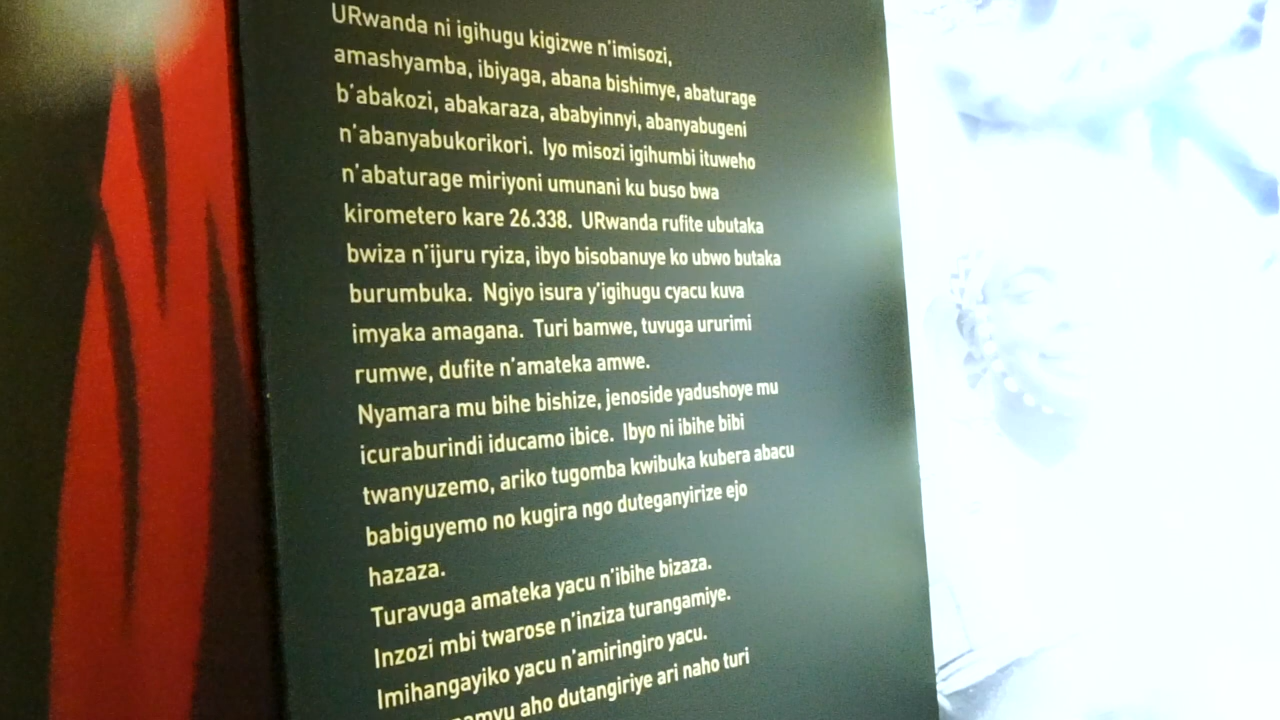 URwanda ni igihugu kigizwe n'imisozi,
amashyamba, ibiyaga, abana bishimye, abaturage
b'abakozi, abakaraza, ababyinnyi, abanyabugeni
n'abanyabukorikori. Iyo misozi igihumbi ituweho
n'abaturage miriyoni umunani ku buso bwa
kirometero kare 26.338. URwanda rufite ubutaka
bwiza n'ijuru ryiza, ibyo bisobanuye ko ubwo butaka
burumbuka. Ngiyo isura y'igihugu cyacu kuva
imyaka amagana. Turi bamwe, tuvuga ururimi
rumwe, dufite n'amateka amwe.
Nyamara mu bihe bishize, jenoside yadushoye mu
icuraburindi iducamo ibice. Ibyo ni ibihe bibi
twanyuzemo, ariko tugomba kwibuka kubera abacu
babiguyemo no kugira ngo duteganyirize ejo
hazaza.
Turavuga amateka yacu n'ibihe bizaza.
Inzozi mbi twarose n'inziza turangamiye.
Imihangayiko yacu n'amiringiro yacu.
aho dutangiriye ari naho turi